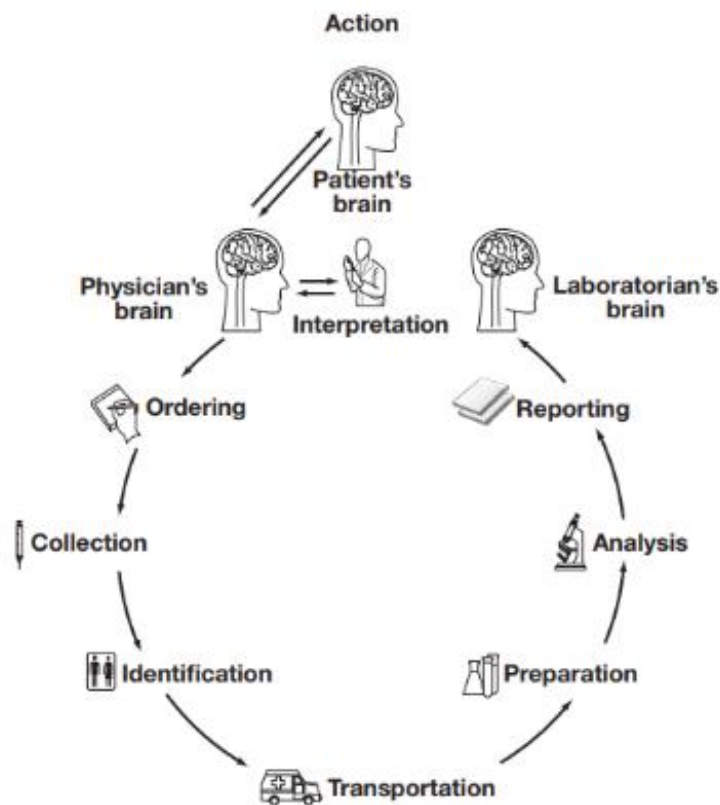 Action
Patient's
brain
Physician's
brain
Interpretation
Laboratorian's
brain
Ordering
Reporting
Collection
Analysis
Identification
Preparation
Transportation